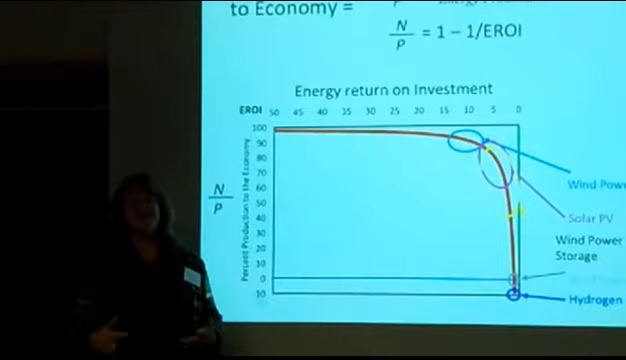 to Economy =
N
P
= 1 – 1/EROI
Energy return on Investment
EROI 50 45 40 35 30 25 20 15 10 5 0
100
90
80
70
60
50
40
30
20
10
0
10
Percent Production to the Economy
N
P
Wind Pow
Solar PV
Wind Power
Storage
Hydrogen